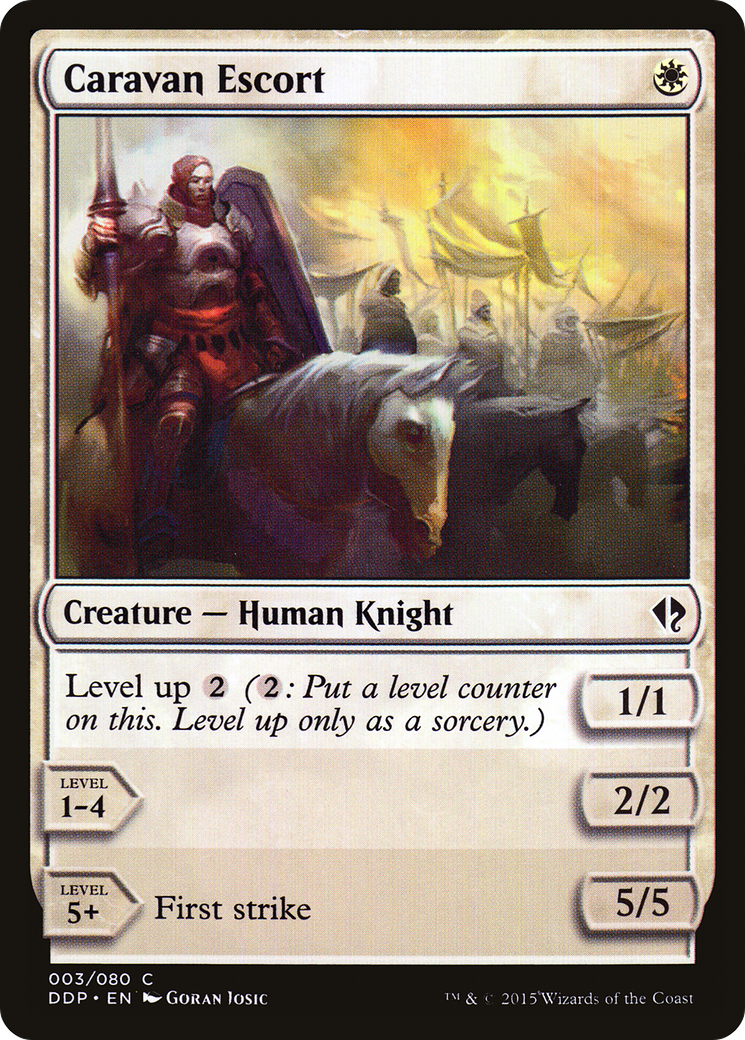 Caravan Escort
Creature — Human Knight
Level up 2 (2: Put a level counter
on this. Level up only as a sorcery.)
1/1
LEVEL
1-4
2/2
LEVEL
5+
First strike
5/5
003/080 C
DDP • EN Goran Josic
™ & © 2015 Wizards of the Coast